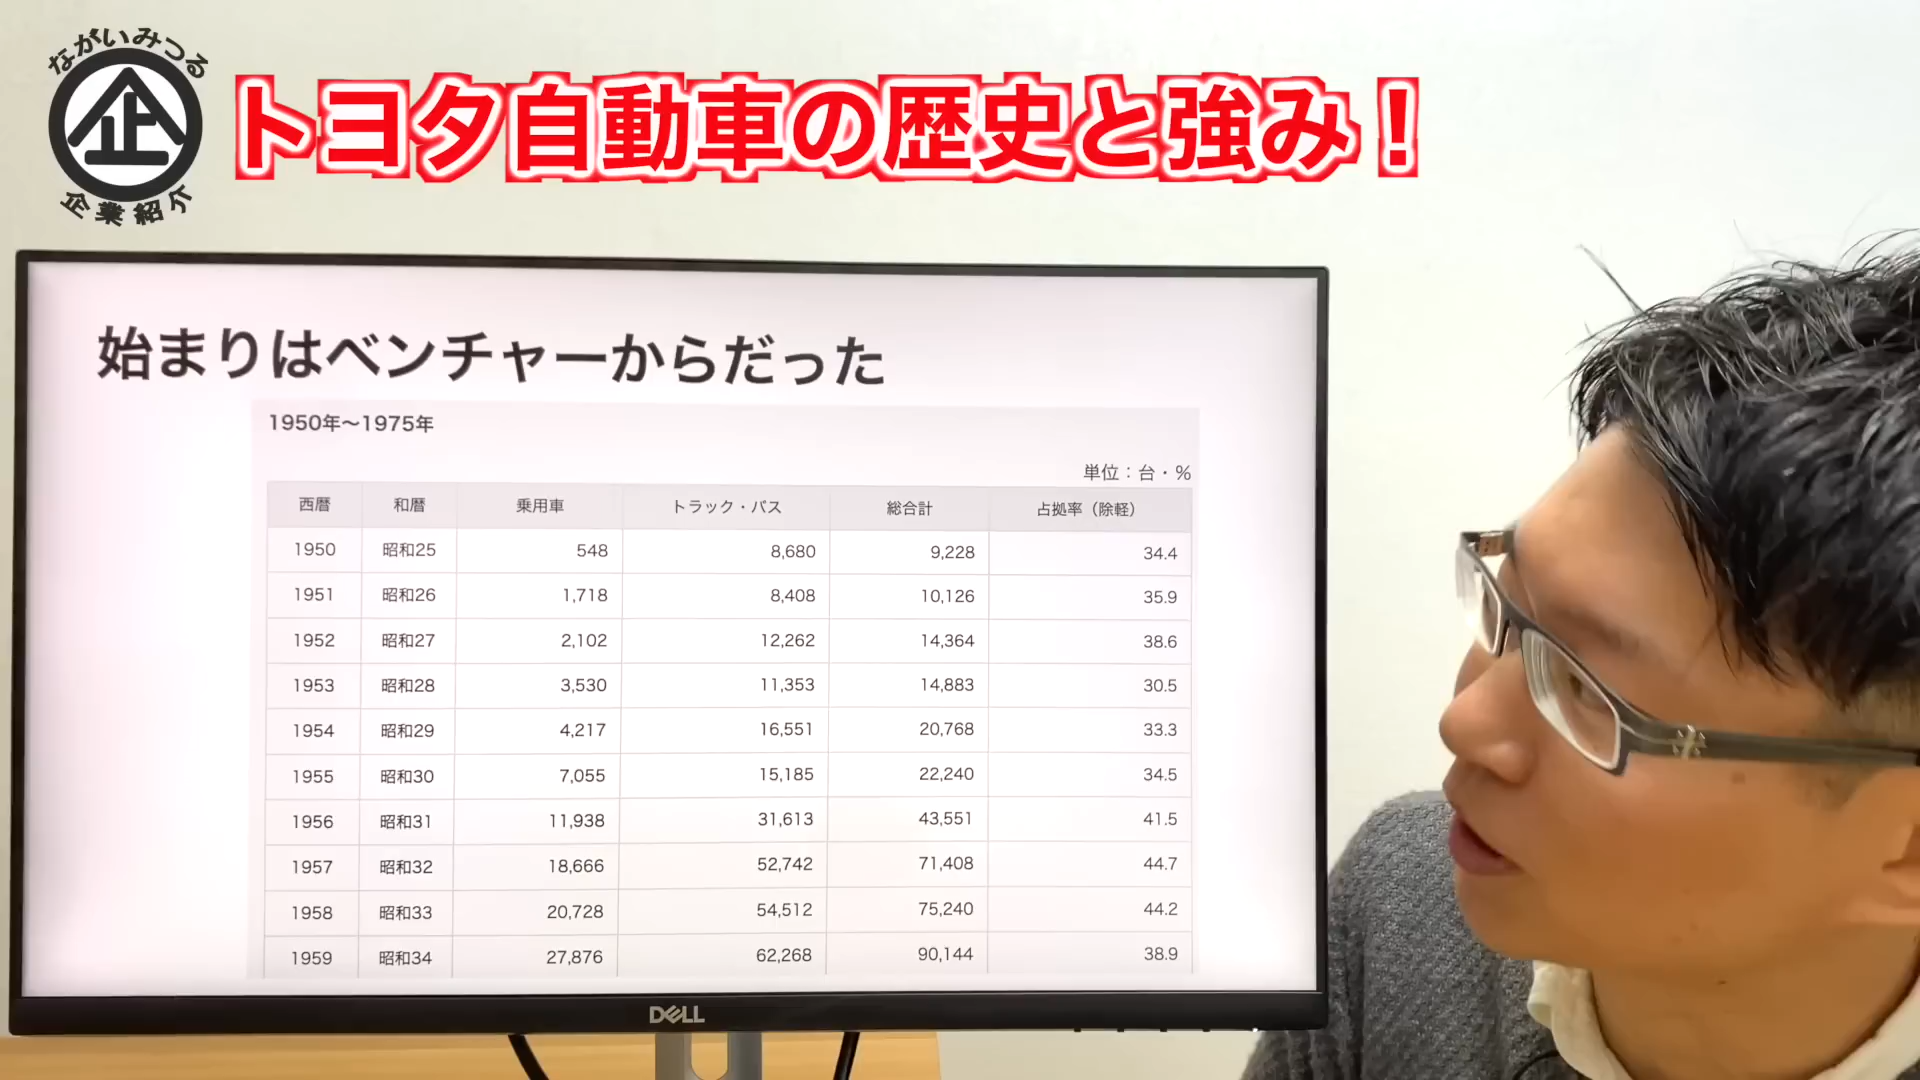 ながいみつる
企
企業紹介
トヨタ自動車の歴史と強み！
始まりはベンチャーからだった
1950年～1975年
単位：台・％
西暦 和暦 乗用車 トラック・バス 総合計 占拠率（除軽）
1950 昭和25 548 8,680 9,228 34.4
1951 昭和26 1,718 8,408 10,126 35.9
1952 昭和27 2,102 12,262 14,364 38.6
1953 昭和28 3,530 11,353 14,883 30.5
1954 昭和29 4,217 16,551 20,768 33.3
1955 昭和30 7,055 15,185 22,240 34.5
1956 昭和31 11,938 31,613 43,551 41.5
1957 昭和32 18,666 52,742 71,408 44.7
1958 昭和33 20,728 54,512 75,240 44.2
1959 昭和34 27,876 62,268 90,144 38.9
DELL